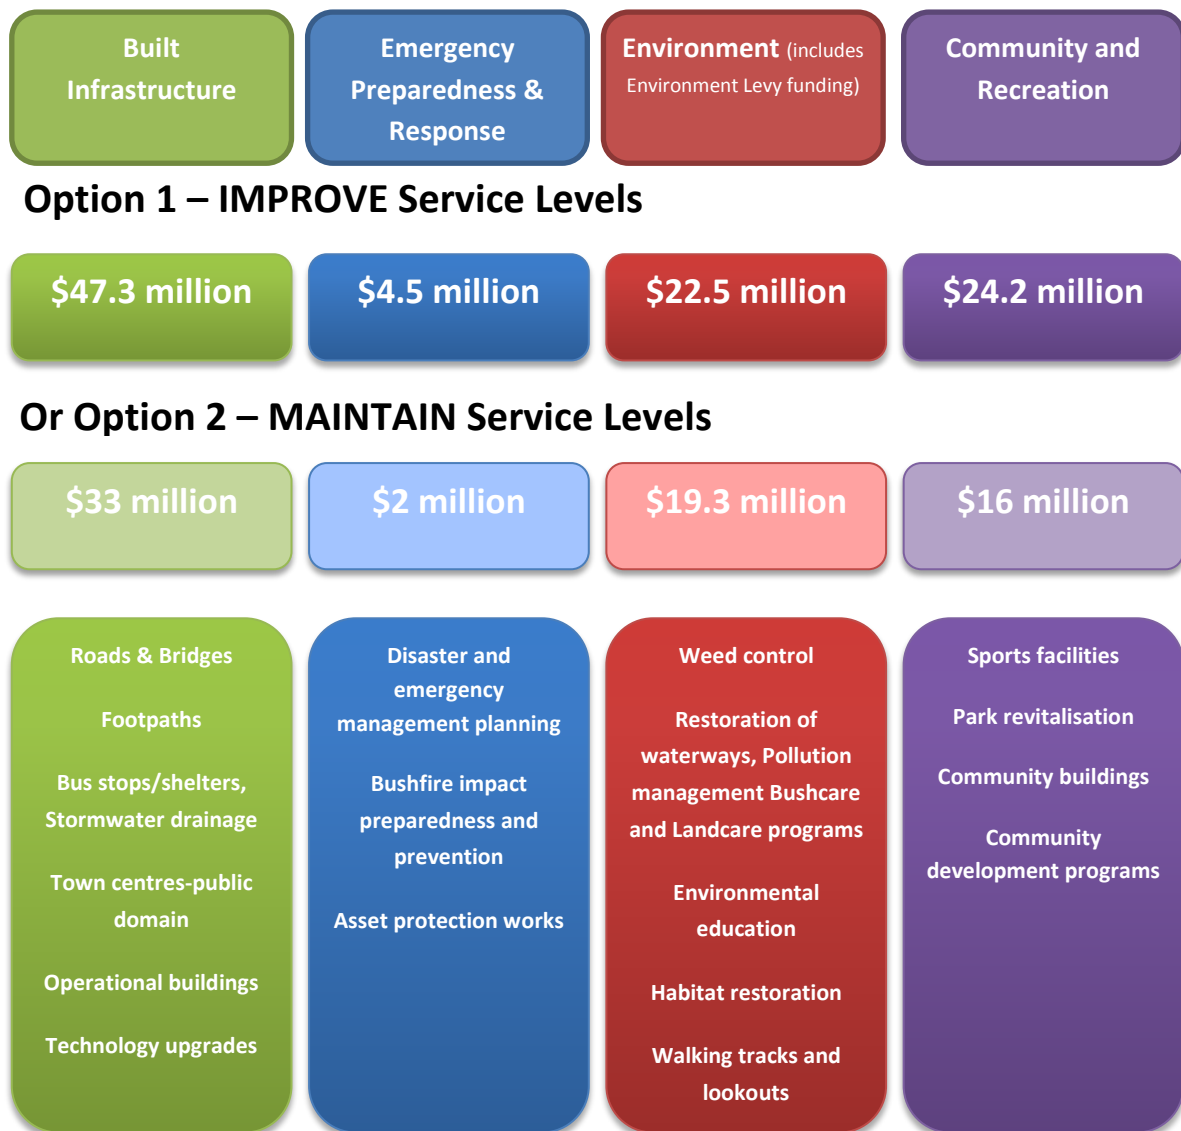 Built
Infrastructure
Emergency
Preparedness &
Response
Environment (includes
Environment Levy funding)
Community and
Recreation
Option 1 – IMPROVE Service Levels
$47.3 million
$4.5 million
$22.5 million
$24.2 million
Or Option 2 – MAINTAIN Service Levels
$33 million
$2 million
$19.3 million
$16 million
Roads & Bridges
Footpaths
Bus stops/shelters,
Stormwater drainage
Town centres-public
domain
Operational buildings
Technology upgrades
Disaster and
emergency
management planning
Bushfire impact
preparedness and
prevention
Asset protection works
Weed control
Restoration of
waterways, Pollution
management Bushcare
and Landcare programs
Environmental
education
Habitat restoration
Walking tracks and
lookouts
Sports facilities
Park revitalisation
Community buildings
Community
development programs